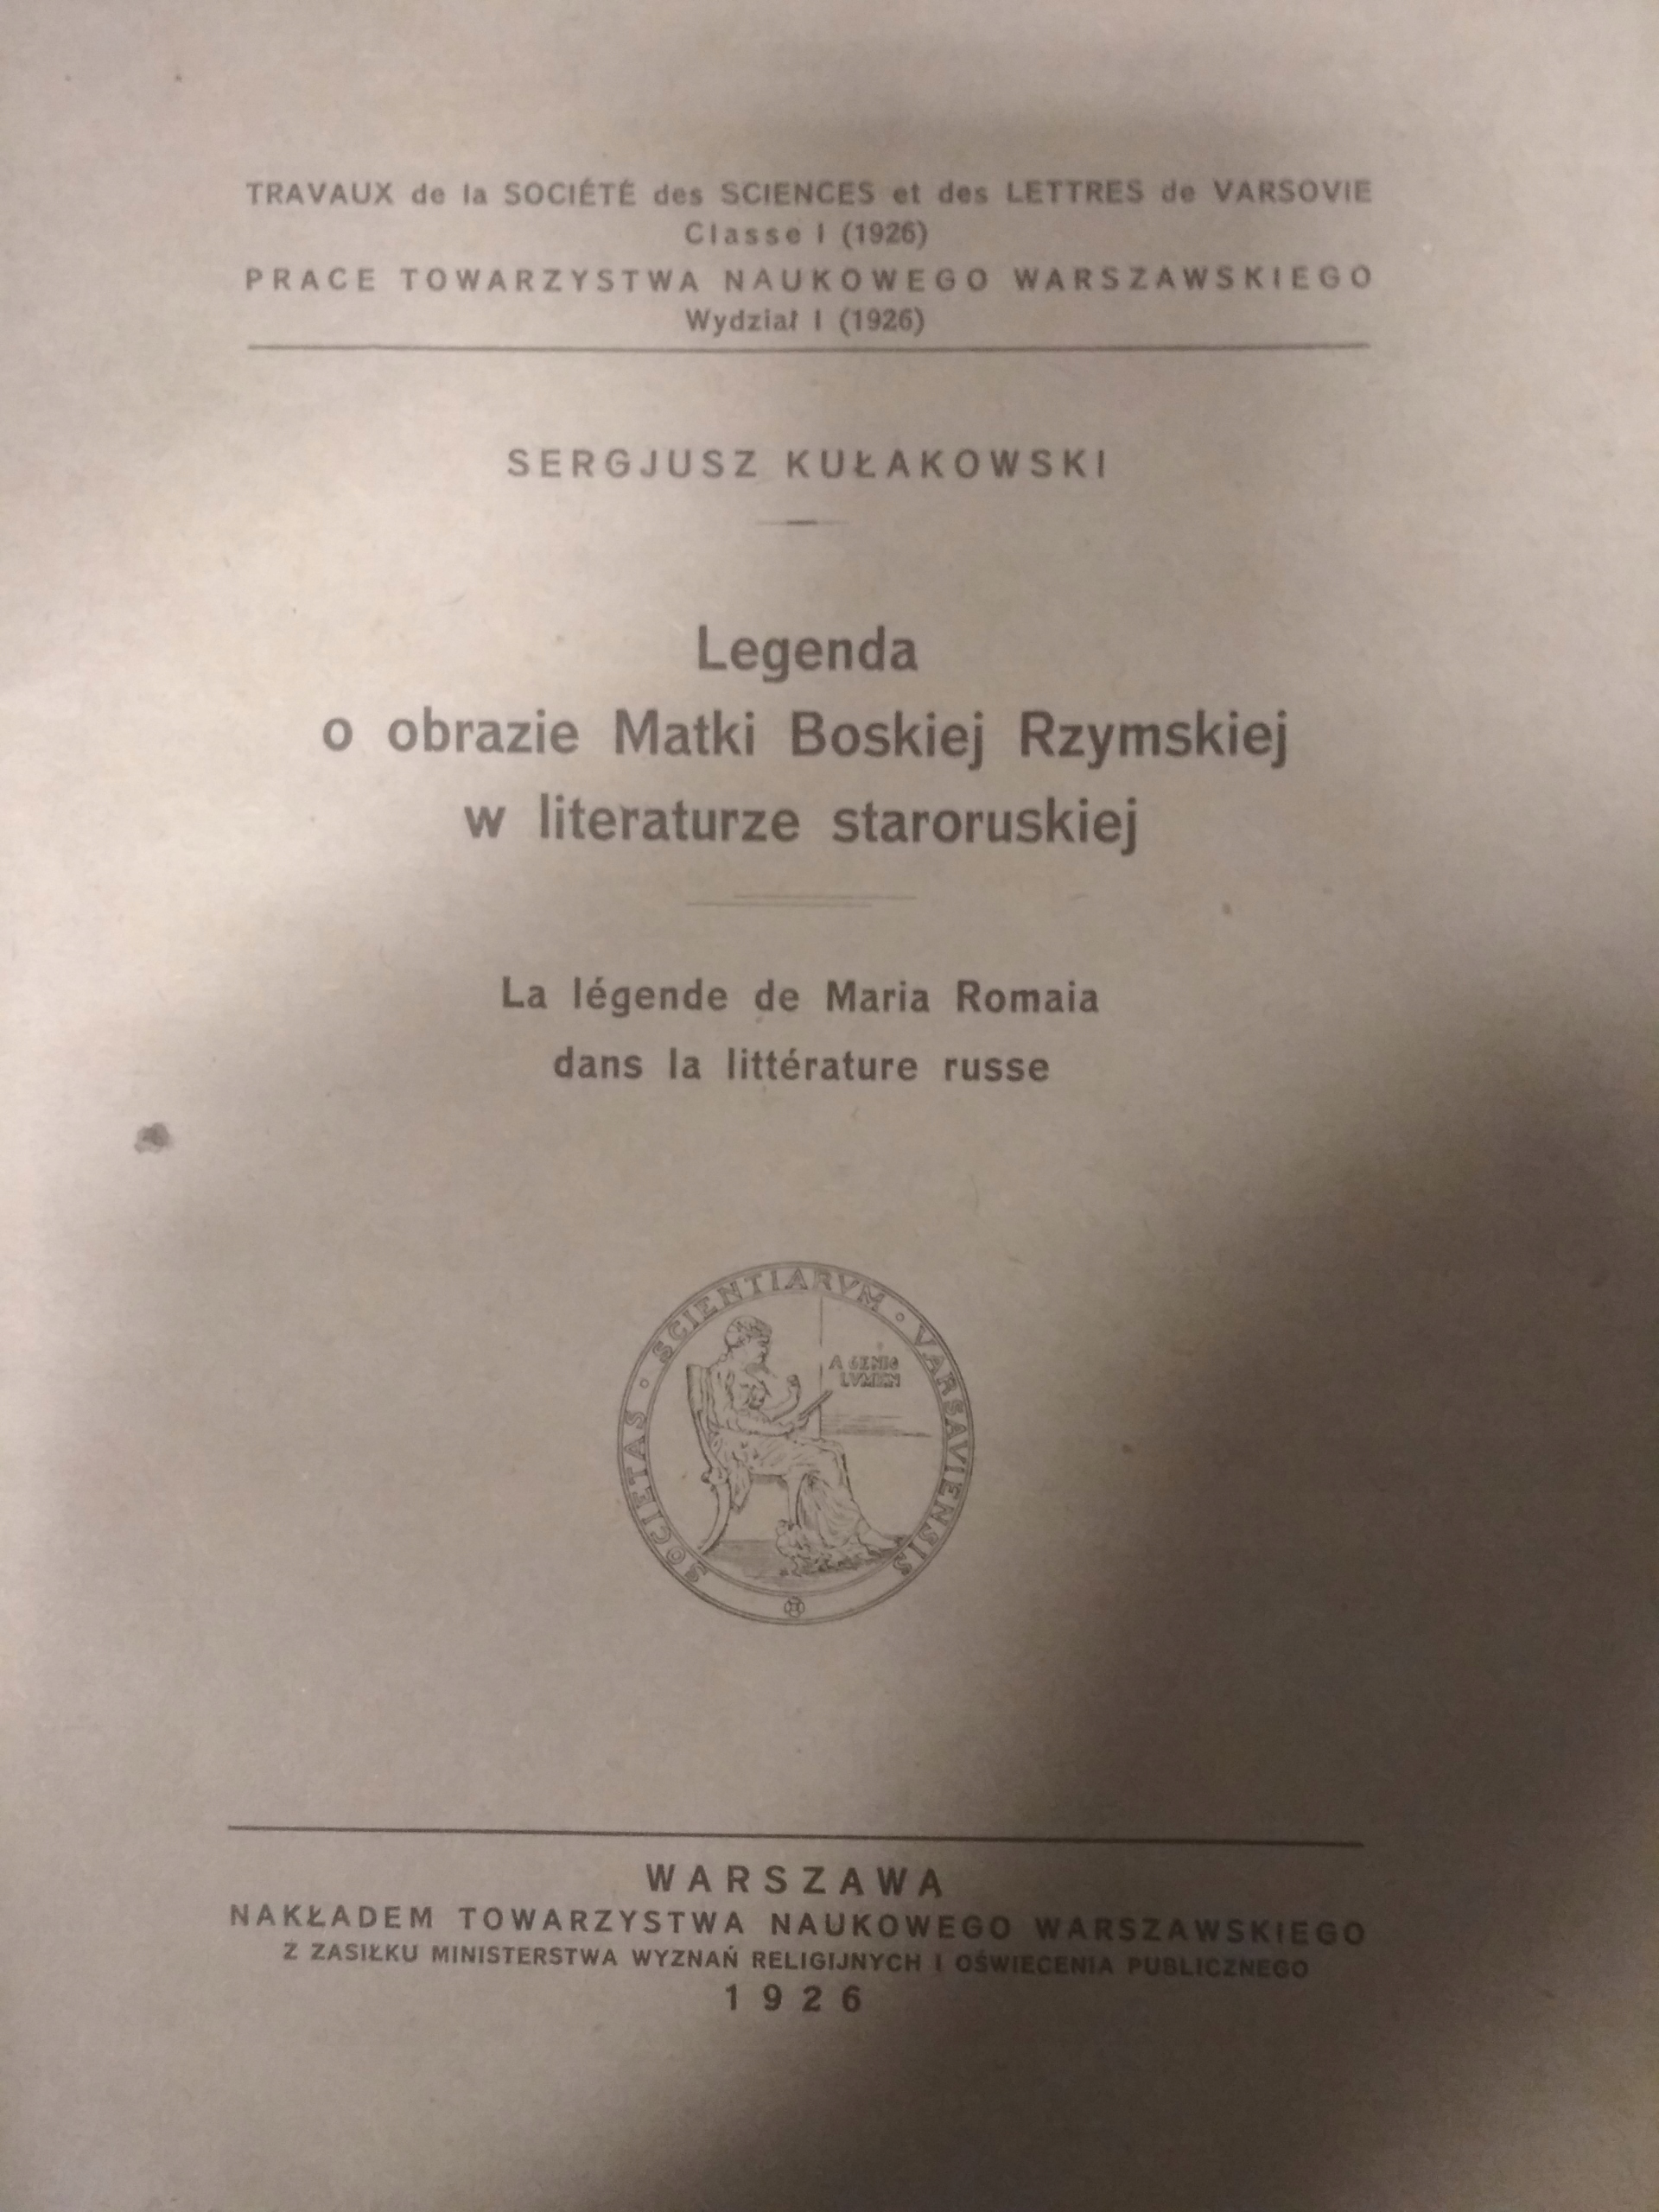 TRAVAUX de la SOCIÉTÉ des SCIENCES et des LETTRES de VARSOVIE
Classe I (1926)
PRACE TOWARZYSTWA NAUKOWEGO WARSZAWSKIEGO
Wydział I (1926)
SERGJUSZ KUŁAKOWSKI
Legenda
o obrazie Matki Boskiej Rzymskiej
w literaturze staroruskiej
La légende de Maria Romaia
dans la littérature russe
SOCIETAS · SCIENTIARVM · VARSAVIENSIS
A GENIO
LVMEN
WARSZAWA
NAKŁADEM TOWARZYSTWA NAUKOWEGO WARSZAWSKIEGO
Z ZASIŁKU MINISTERSTWA WYZNAŃ RELIGIJNYCH I OŚWIECENIA PUBLICZNEGO
1926